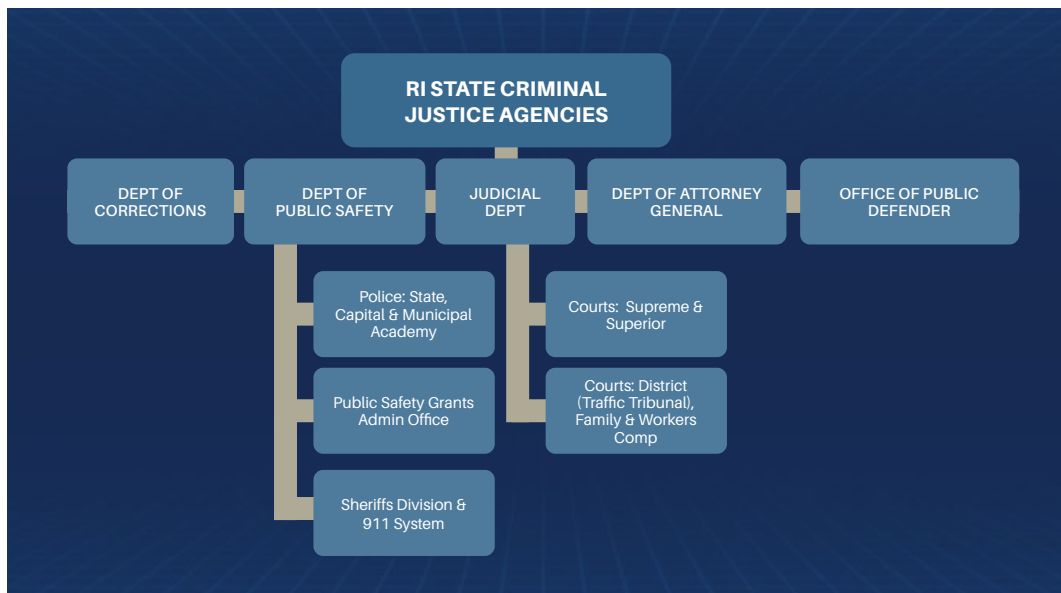 RI STATE CRIMINAL
JUSTICE AGENCIES
DEPT OF
CORRECTIONS
DEPT OF
PUBLIC SAFETY
JUDICIAL
DEPT
DEPT OF ATTORNEY
GENERAL
OFFICE OF PUBLIC
DEFENDER
Police: State,
Capital & Municipal
Academy
Public Safety Grants
Admin Office
Sheriffs Division &
911 System
Courts: Supreme &
Superior
Courts: District
(Traffic Tribunal),
Family & Workers
Comp